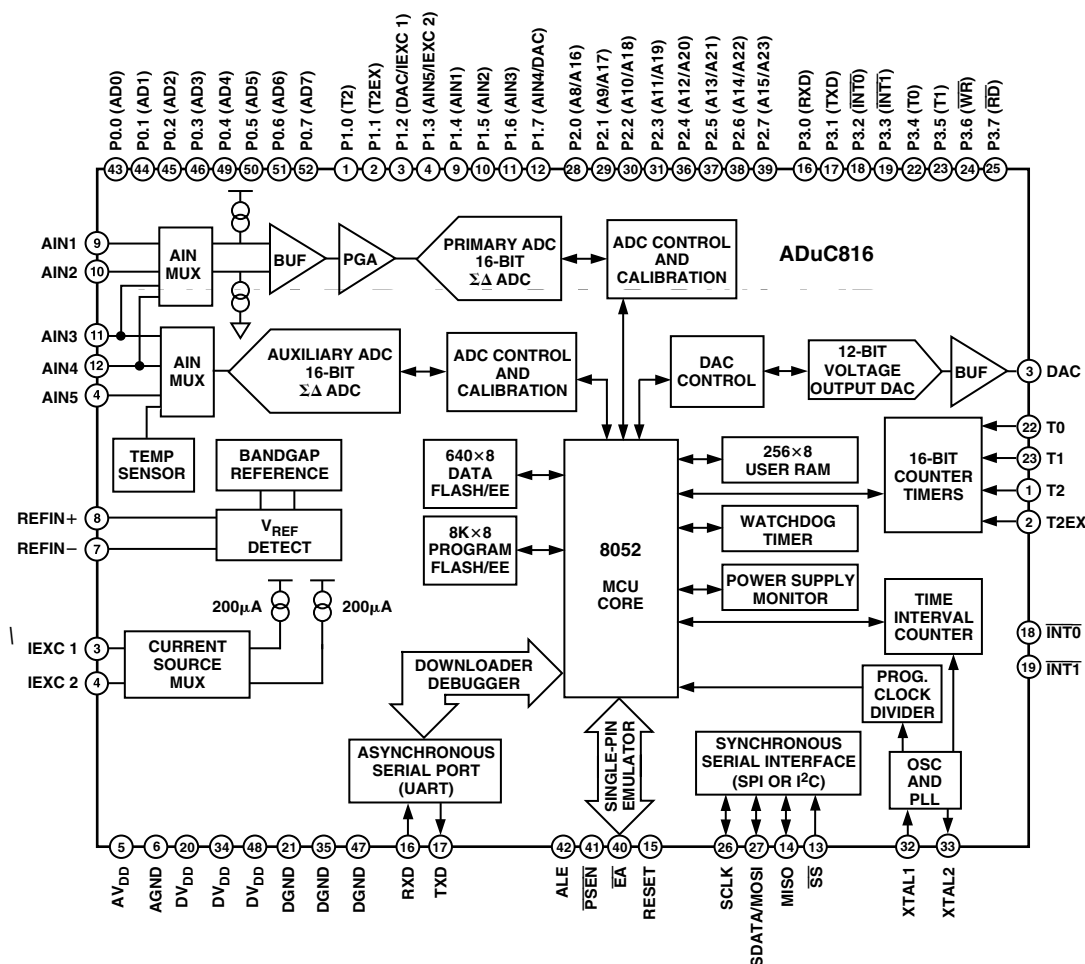 P0.0 (AD0)
P0.1 (AD1)
P0.2 (AD2)
P0.3 (AD3)
P0.4 (AD4)
P0.5 (AD5)
P0.6 (AD6)
P0.7 (AD7)
P1.0 (T2)
P1.1 (T2EX)
P1.2 (DAC/IEXC 1)
P1.3 (AIN5/IEXC 2)
P1.4 (AIN1)
P1.5 (AIN2)
P1.6 (AIN3)
P1.7 (AIN4/DAC)
P2.0 (A8/A16)
P2.1 (A9/A17)
P2.2 (A10/A18)
P2.3 (A11/A19)
P2.4 (A12/A20)
P2.5 (A13/A21)
P2.6 (A14/A22)
P2.7 (A15/A23)
P3.0 (RXD)
P3.1 (TXD)
P3.2 (INT0)
P3.3 (INT1)
P3.4 (T0)
P3.5 (T1)
P3.6 (WR)
P3.7 (RD)
43 44 45 46 49 50 51 52 1 2 3 4 9 10 11 12 28 29 30 31 36 37 38 39 16 17 18 19 22 23 24 25
AIN1 9
AIN2 10
AIN
MUX
BUF
PGA
PRIMARY ADC
16-BIT
ΣΔ ADC
ADC CONTROL
AND
CALIBRATION
ADuC816
AIN3 11
AIN4 12
AIN5 4
AIN
MUX
AUXILIARY ADC
16-BIT
ΣΔ ADC
ADC CONTROL
AND
CALIBRATION
DAC
CONTROL
12-BIT
VOLTAGE
OUTPUT DAC
BUF
3 DAC
TEMP
SENSOR
BANDGAP
REFERENCE
640×8
DATA
FLASH/EE
256×8
USER RAM
16-BIT
COUNTER
TIMERS
22 T0
23 T1
1 T2
2 T2EX
REFIN+ 8
REFIN− 7
VREF
DETECT
8K×8
PROGRAM
FLASH/EE
8052
MCU
CORE
WATCHDOG
TIMER
POWER SUPPLY
MONITOR
TIME
INTERVAL
COUNTER
18 INT0
19 INT1
200µA
200µA
IEXC 1 3
IEXC 2 4
CURRENT
SOURCE
MUX
DOWNLOADER
DEBUGGER
PROG.
CLOCK
DIVIDER
ASYNCHRONOUS
SERIAL PORT
(UART)
SINGLE-PIN
EMULATOR
SYNCHRONOUS
SERIAL INTERFACE
(SPI OR I²C)
OSC
AND
PLL
5 6 20 34 48 21 35 47 16 17 42 41 40 15 26 27 14 13 32 33
AVDD
AGND
DVDD
DVDD
DVDD
DGND
DGND
DGND
RXD
TXD
ALE
PSEN
EA
RESET
SCLK
SDATA/MOSI
MISO
SS
XTAL1
XTAL2